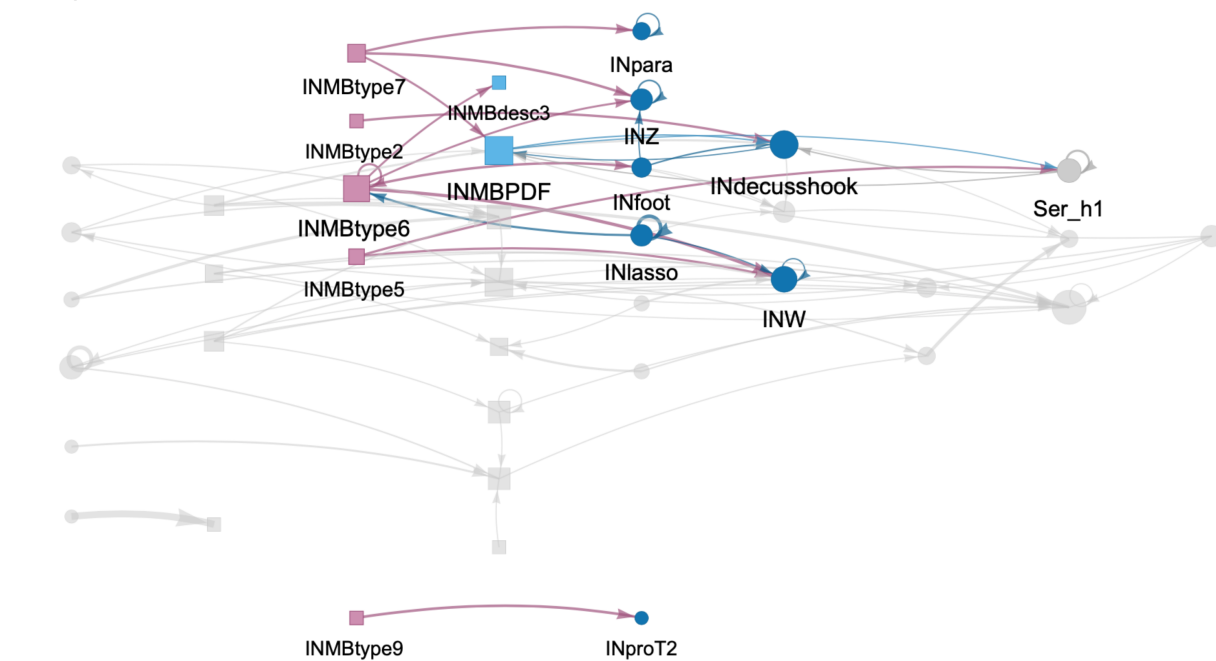 INpara
INMBtype7
INMBdesc3
INZ
INMBtype2
INdecusshook
INMBPDF
INfoot
Ser_h1
INMBtype6
INlasso
INMBtype5
INW
INMBtype9
INproT2